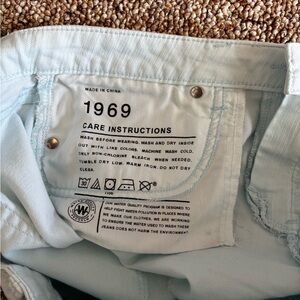 MADE IN CHINA
1969
CARE INSTRUCTIONS
WASH BEFORE WEARING, WASH AND DRY INSIDE
OUT WITH LIKE COLORS. MACHINE WASH COLD,
ONLY NON-CHLORINE BLEACH WHEN NEEDED,
TUMBLE DRY LOW. WARM IRON. DO NOT DRY
CLEAN.
OUR WATER QUALITY PROGRAM IS DESIGNED TO
HELP FIGHT WATER POLLUTION IN PLACES WHERE
WE MAKE OUR CLOTHES. WE ARE WORKING
TO ENSURE THE WATER USED TO WASH THESE
JEANS DOES NOT HARM THE ENVIRONMENT.